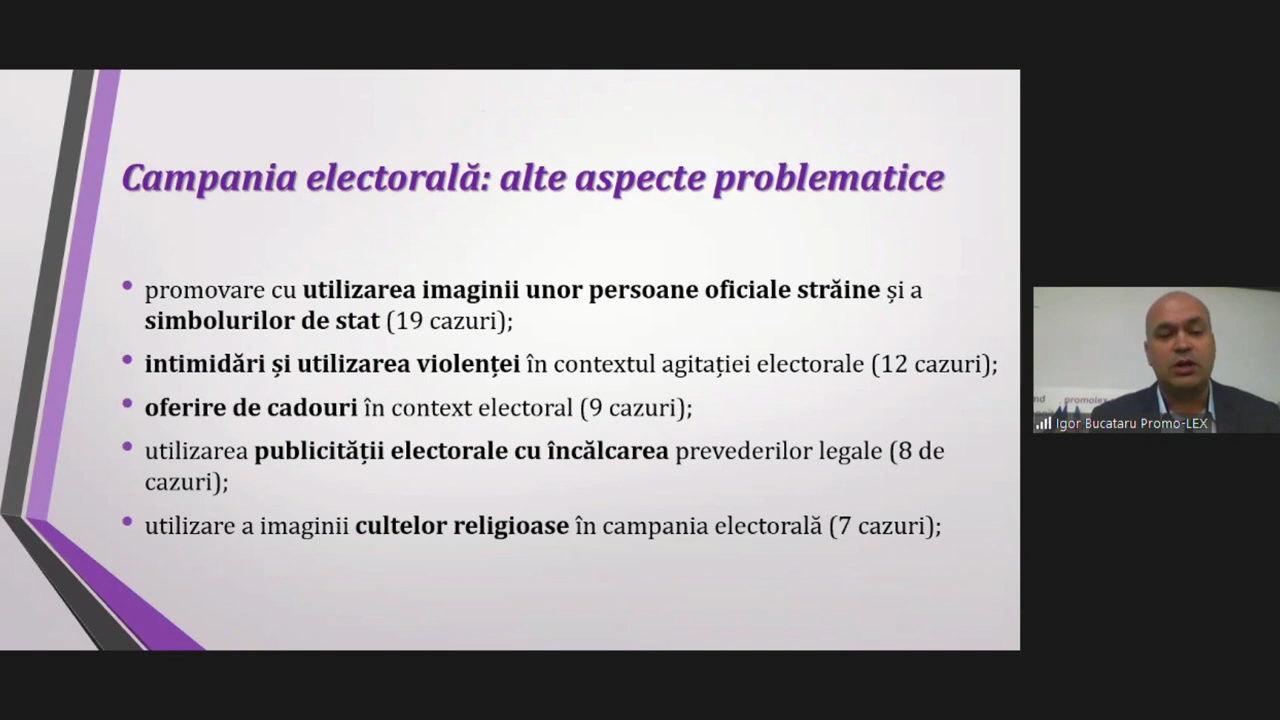 Campania electorală: alte aspecte problematice
• promovare cu utilizarea imaginii unor persoane oficiale străine și a
simbolurilor de stat (19 cazuri);
• intimidări și utilizarea violenței în contextul agitației electorale (12 cazuri);
• oferire de cadouri în context electoral (9 cazuri);
• utilizarea publicității electorale cu încălcarea prevederilor legale (8 de
cazuri);
• utilizare a imaginii cultelor religioase în campania electorală (7 cazuri);
nd promolex
Igor Bucataru Promo-LEX